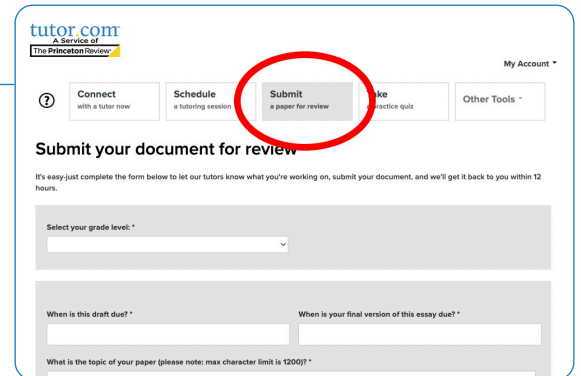 tutor.com
A Service of
The Princeton Review
My Account
?
Connect
with a tutor now
Schedule
a tutoring session
Submit
a paper for review
practice quiz
Other Tools
Submit your document for review
It's easy-just complete the form below to let our tutors know what you're working on, submit your document, and we'll get it back to you within 12
hours.
Select your grade level: *
When is this draft due? *
When is your final version of this essay due? *
What is the topic of your paper (please note: max character limit is 1200)? *